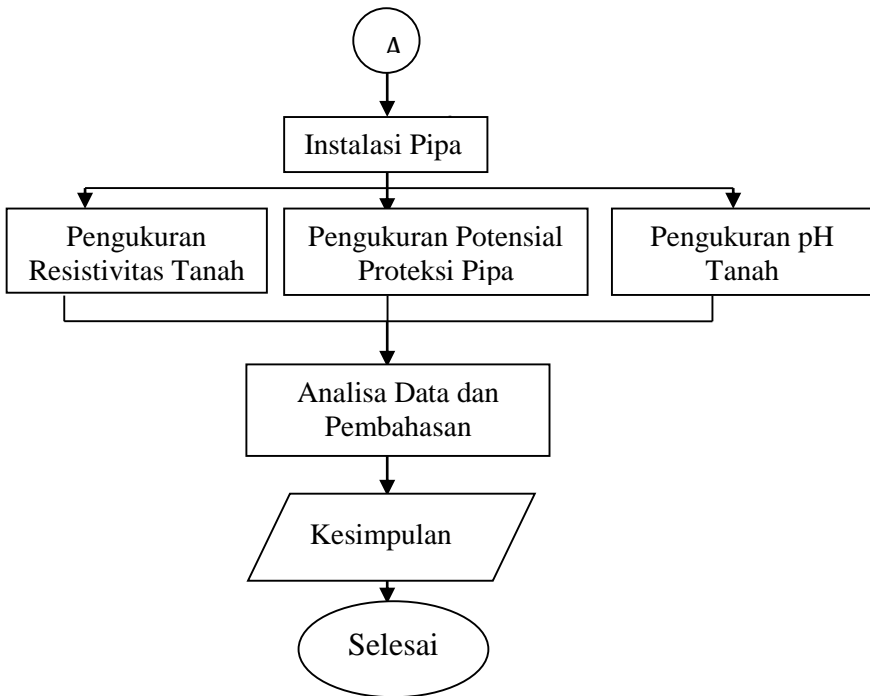 A
Instalasi Pipa
Pengukuran
Resistivitas Tanah
Pengukuran Potensial
Proteksi Pipa
Pengukuran pH
Tanah
Analisa Data dan
Pembahasan
Kesimpulan
Selesai